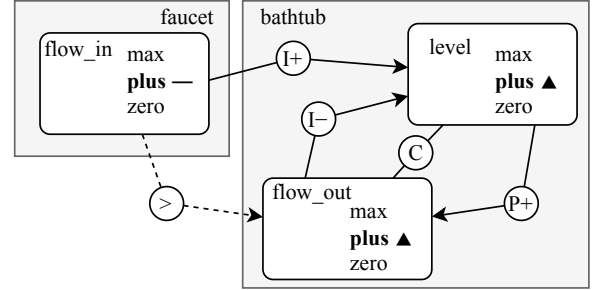 faucet
flow_in
max
plus —
zero
I+
bathtub
level
max
plus ▲
zero
I−
C
>
P+
flow_out
max
plus ▲
zero